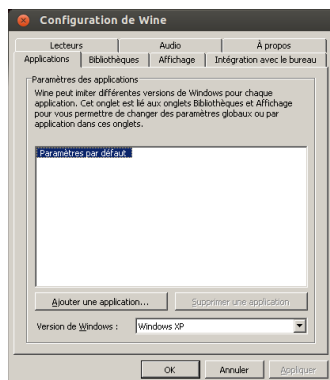 Configuration de Wine
Lecteurs Audio À propos
Applications Bibliothèques Affichage Intégration avec le bureau
Paramètres des applications
Wine peut imiter différentes versions de Windows pour chaque
application. Cet onglet est lié aux onglets Bibliothèques et Affichage
pour vous permettre de changer des paramètres globaux ou par
application dans ces onglets.
Paramètres par défaut
Ajouter une application... Supprimer une application
Version de Windows : Windows XP
OK Annuler Appliquer